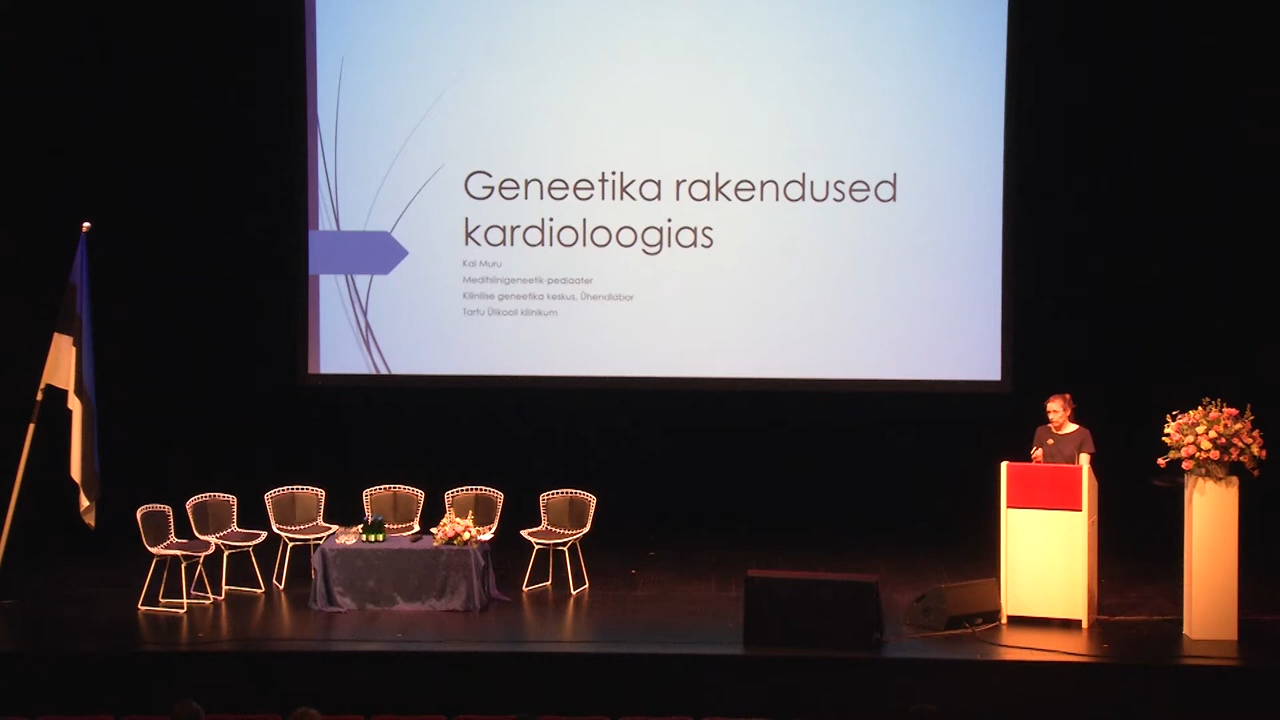 Geneetika rakendused
kardioloogias
Kai Muru
Meditsiinigeneetik-pediaater
Kliinilise geneetika keskus, Ühendlabor
Tartu Ülikooli kliinikum